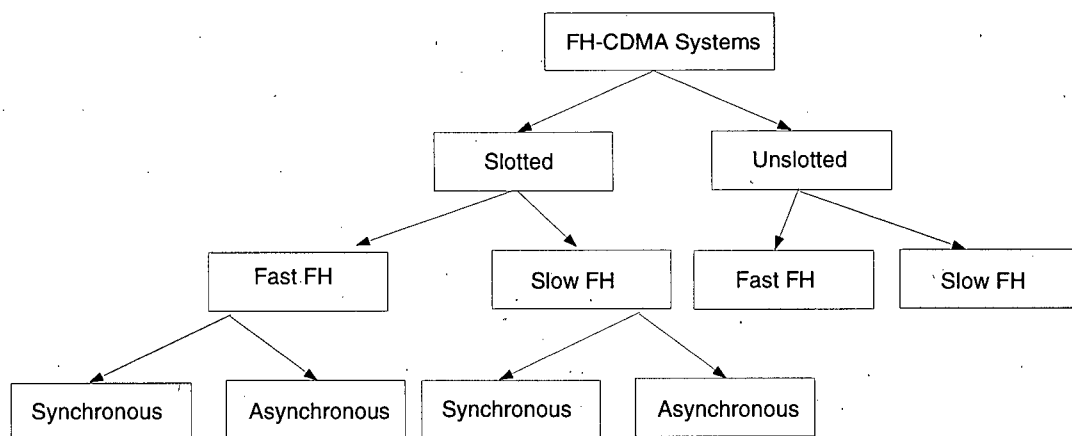 FH-CDMA Systems
Slotted
Unslotted
Fast FH
Slow FH
Fast FH
Slow FH
Synchronous
Asynchronous
Synchronous
Asynchronous